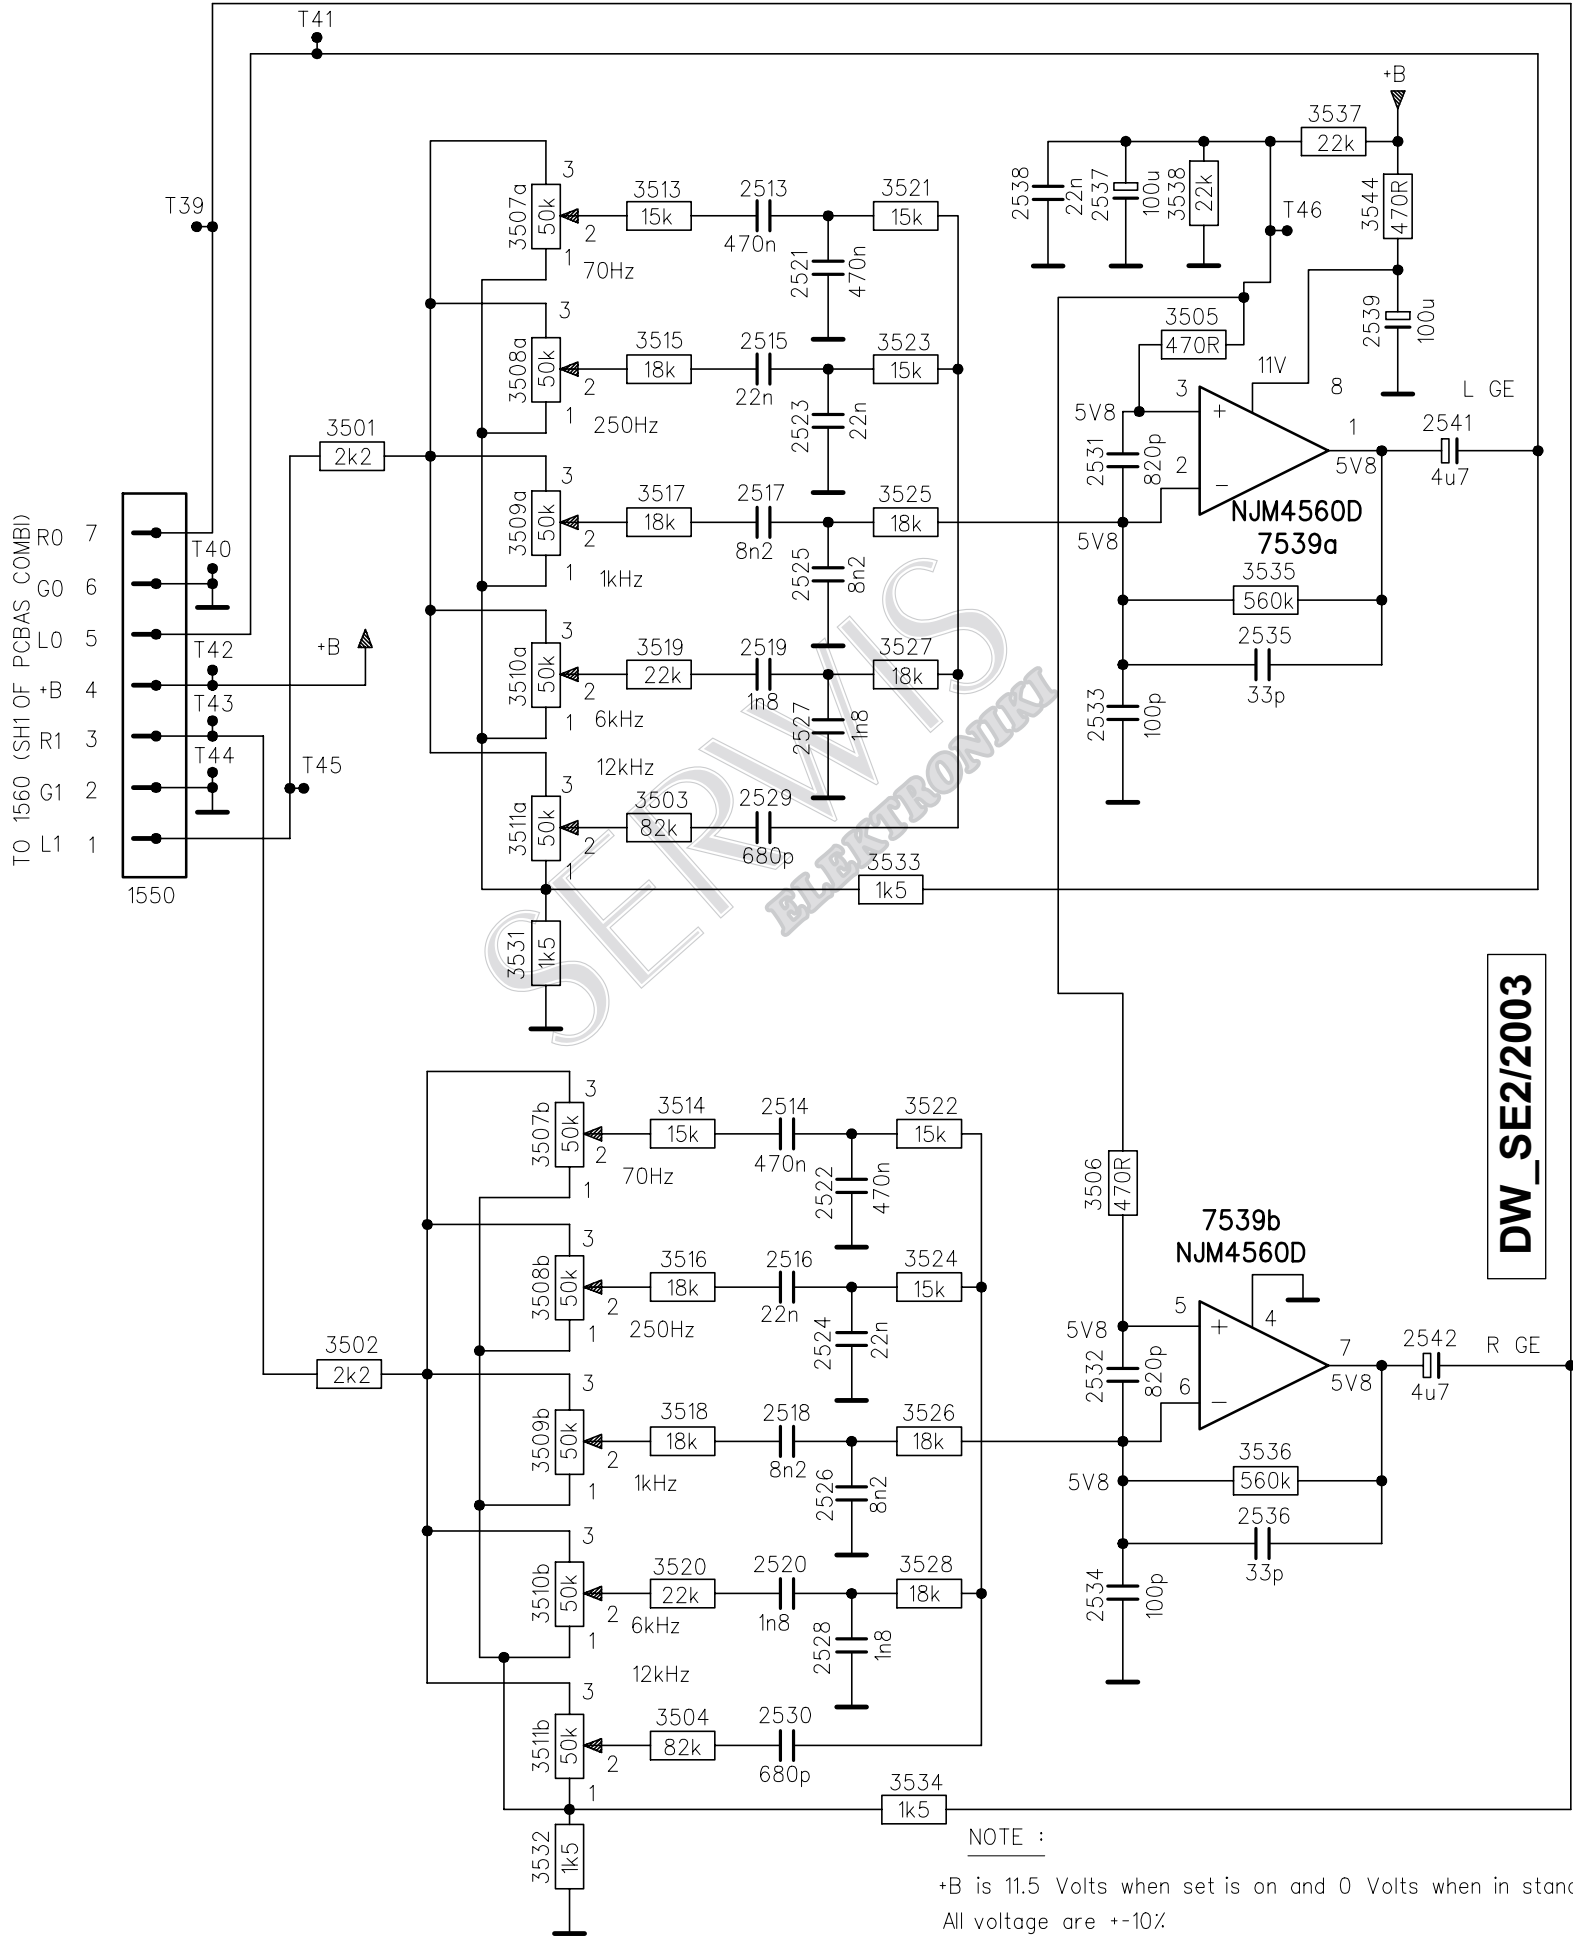 T41
+B
3537
22k
3
3513
15k
2513
470n
3521
15k
3507a
50k
2
1
70Hz
2521
470n
2538
22n
2537
100u
3538
22k
T46
3544
470R
T39
3
3515
18k
2515
22n
3523
15k
3508a
50k
2
1
250Hz
2523
22n
3505
470R
2539
100u
11V
3
8
L GE
5V8
+
1
2541
3501
2k2
2531
820p
2
5V8
4u7
–
3517
18k
2517
8n2
3525
18k
3
3509a
50k
2
1
1kHz
2525
8n2
5V8
NJM4560D
7539a
3535
560k
2535
33p
TO 1560 (SH1 OF PCBAS COMBI)
R0 7
T40
G0 6
L0 5
T42
+B
+B 4
T43
R1 3
T44
G1 2
T45
L1 1
1550
3
3510a
50k
2
1
6kHz
3519
22k
2519
1n8
3527
18k
2527
1n8
2533
100p
12kHz
3
3511a
50k
2
1
3503
82k
2529
680p
3533
1k5
3531
1k5
SERWIS
ELEKTRONIKI
DW_SE2/2003
3
3507b
50k
2
1
70Hz
3514
15k
2514
470n
3522
15k
2522
470n
3506
470R
7539b
NJM4560D
3
3508b
50k
2
1
250Hz
3516
18k
2516
22n
3524
15k
2524
22n
5
4
5V8
+
7
2542
R GE
3502
2k2
2532
820p
6
5V8
4u7
–
3
3509b
50k
2
1
1kHz
3518
18k
2518
8n2
3526
18k
2526
8n2
5V8
3536
560k
2536
33p
3
3510b
50k
2
1
6kHz
3520
22k
2520
1n8
3528
18k
2528
1n8
2534
100p
12kHz
3
3511b
50k
2
1
3504
82k
2530
680p
3534
1k5
3532
1k5
NOTE :
+B is 11.5 Volts when set is on and 0 Volts when in stand
All voltage are +-10%